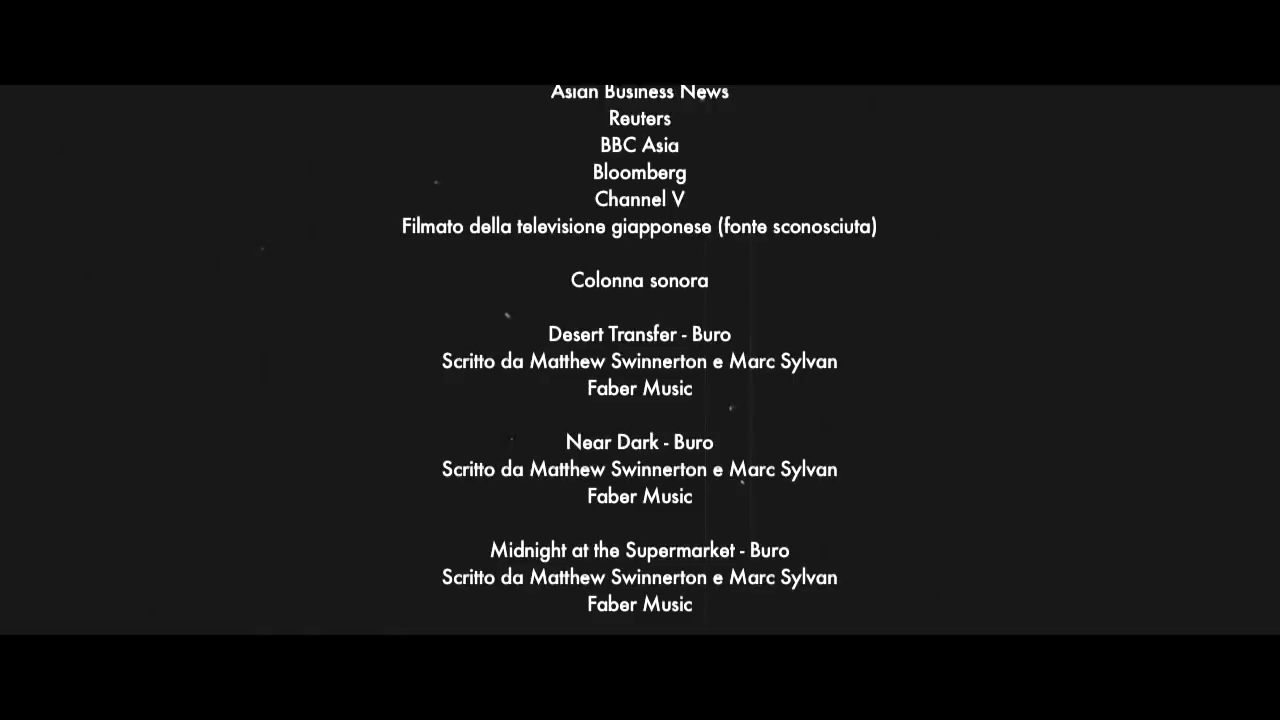 Asian Business News
Reuters
BBC Asia
Bloomberg
Channel V
Filmato della televisione giapponese (fonte sconosciuta)
Colonna sonora
Desert Transfer - Buro
Scritto da Matthew Swinnerton e Marc Sylvan
Faber Music
Near Dark - Buro
Scritto da Matthew Swinnerton e Marc Sylvan
Faber Music
Midnight at the Supermarket - Buro
Scritto da Matthew Swinnerton e Marc Sylvan
Faber Music